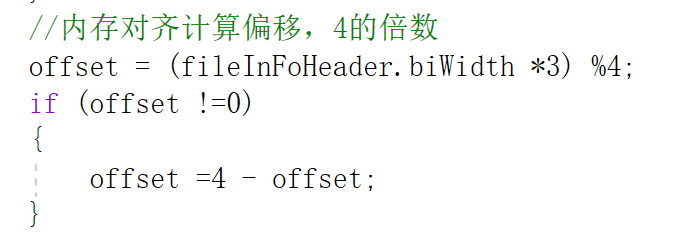 //内存对齐计算偏移，4的倍数
offset = (fileInFoHeader.biWidth *3) %4;
if (offset !=0)
{
offset =4 - offset;
}